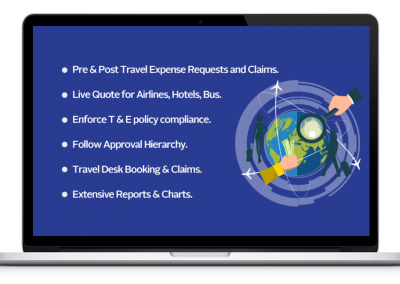 Pre & Post Travel Expense Requests and Claims.
Live Quote for Airlines, Hotels, Bus.
Enforce T & E policy compliance.
Follow Approval Hierarchy.
Travel Desk Booking & Claims.
Extensive Reports & Charts.